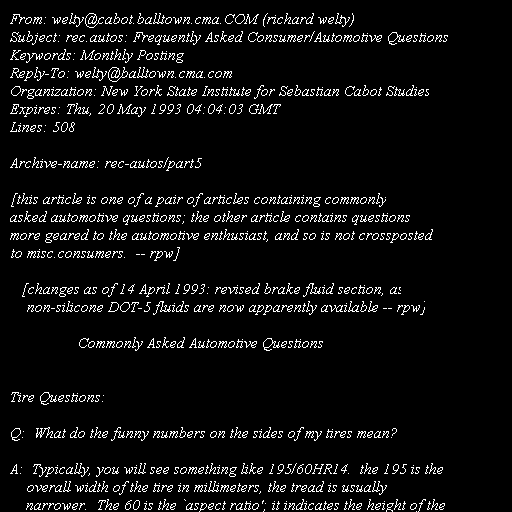 From: welty@cabot.balltown.cma.COM (richard welty)
Subject: rec.autos: Frequently Asked Consumer/Automotive Questions
Keywords: Monthly Posting
Reply-To: welty@balltown.cma.com
Organization: New York State Institute for Sebastian Cabot Studies
Expires: Thu, 20 May 1993 04:04:03 GMT
Lines: 508
Archive-name: rec-autos/part5
[this article is one of a pair of articles containing commonly
asked automotive questions; the other article contains questions
more geared to the automotive enthusiast, and so is not crossposted
to misc.consumers.  -- rpw]
[changes as of 14 April 1993: revised brake fluid section, as
non-silicone DOT-5 fluids are now apparently available -- rpw]
Commonly Asked Automotive Questions
Tire Questions:
Q:  What do the funny numbers on the sides of my tires mean?
A:  Typically, you will see something like 195/60HR14.  the 195 is the
overall width of the tire in millimeters, the tread is usually
narrower.  The 60 is the `aspect ratio'; it indicates the height of the